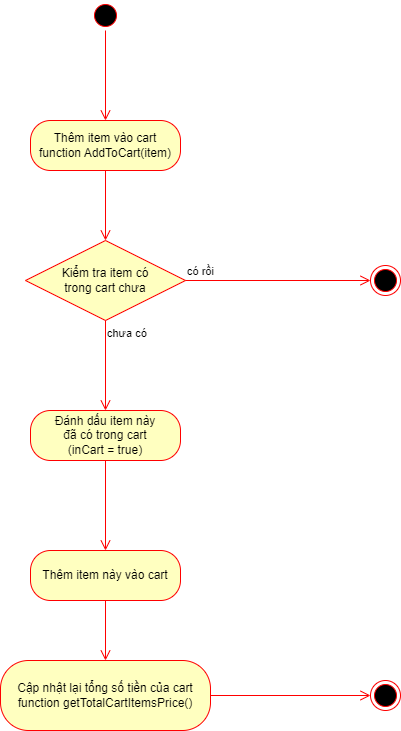 Thêm item vào cart
function AddToCart(item)
Kiểm tra item có
trong cart chưa
có rồi
chưa có
Đánh dấu item này
đã có trong cart
(inCart = true)
Thêm item này vào cart
Cập nhật lại tổng số tiền của cart
function getTotalCartItemsPrice()